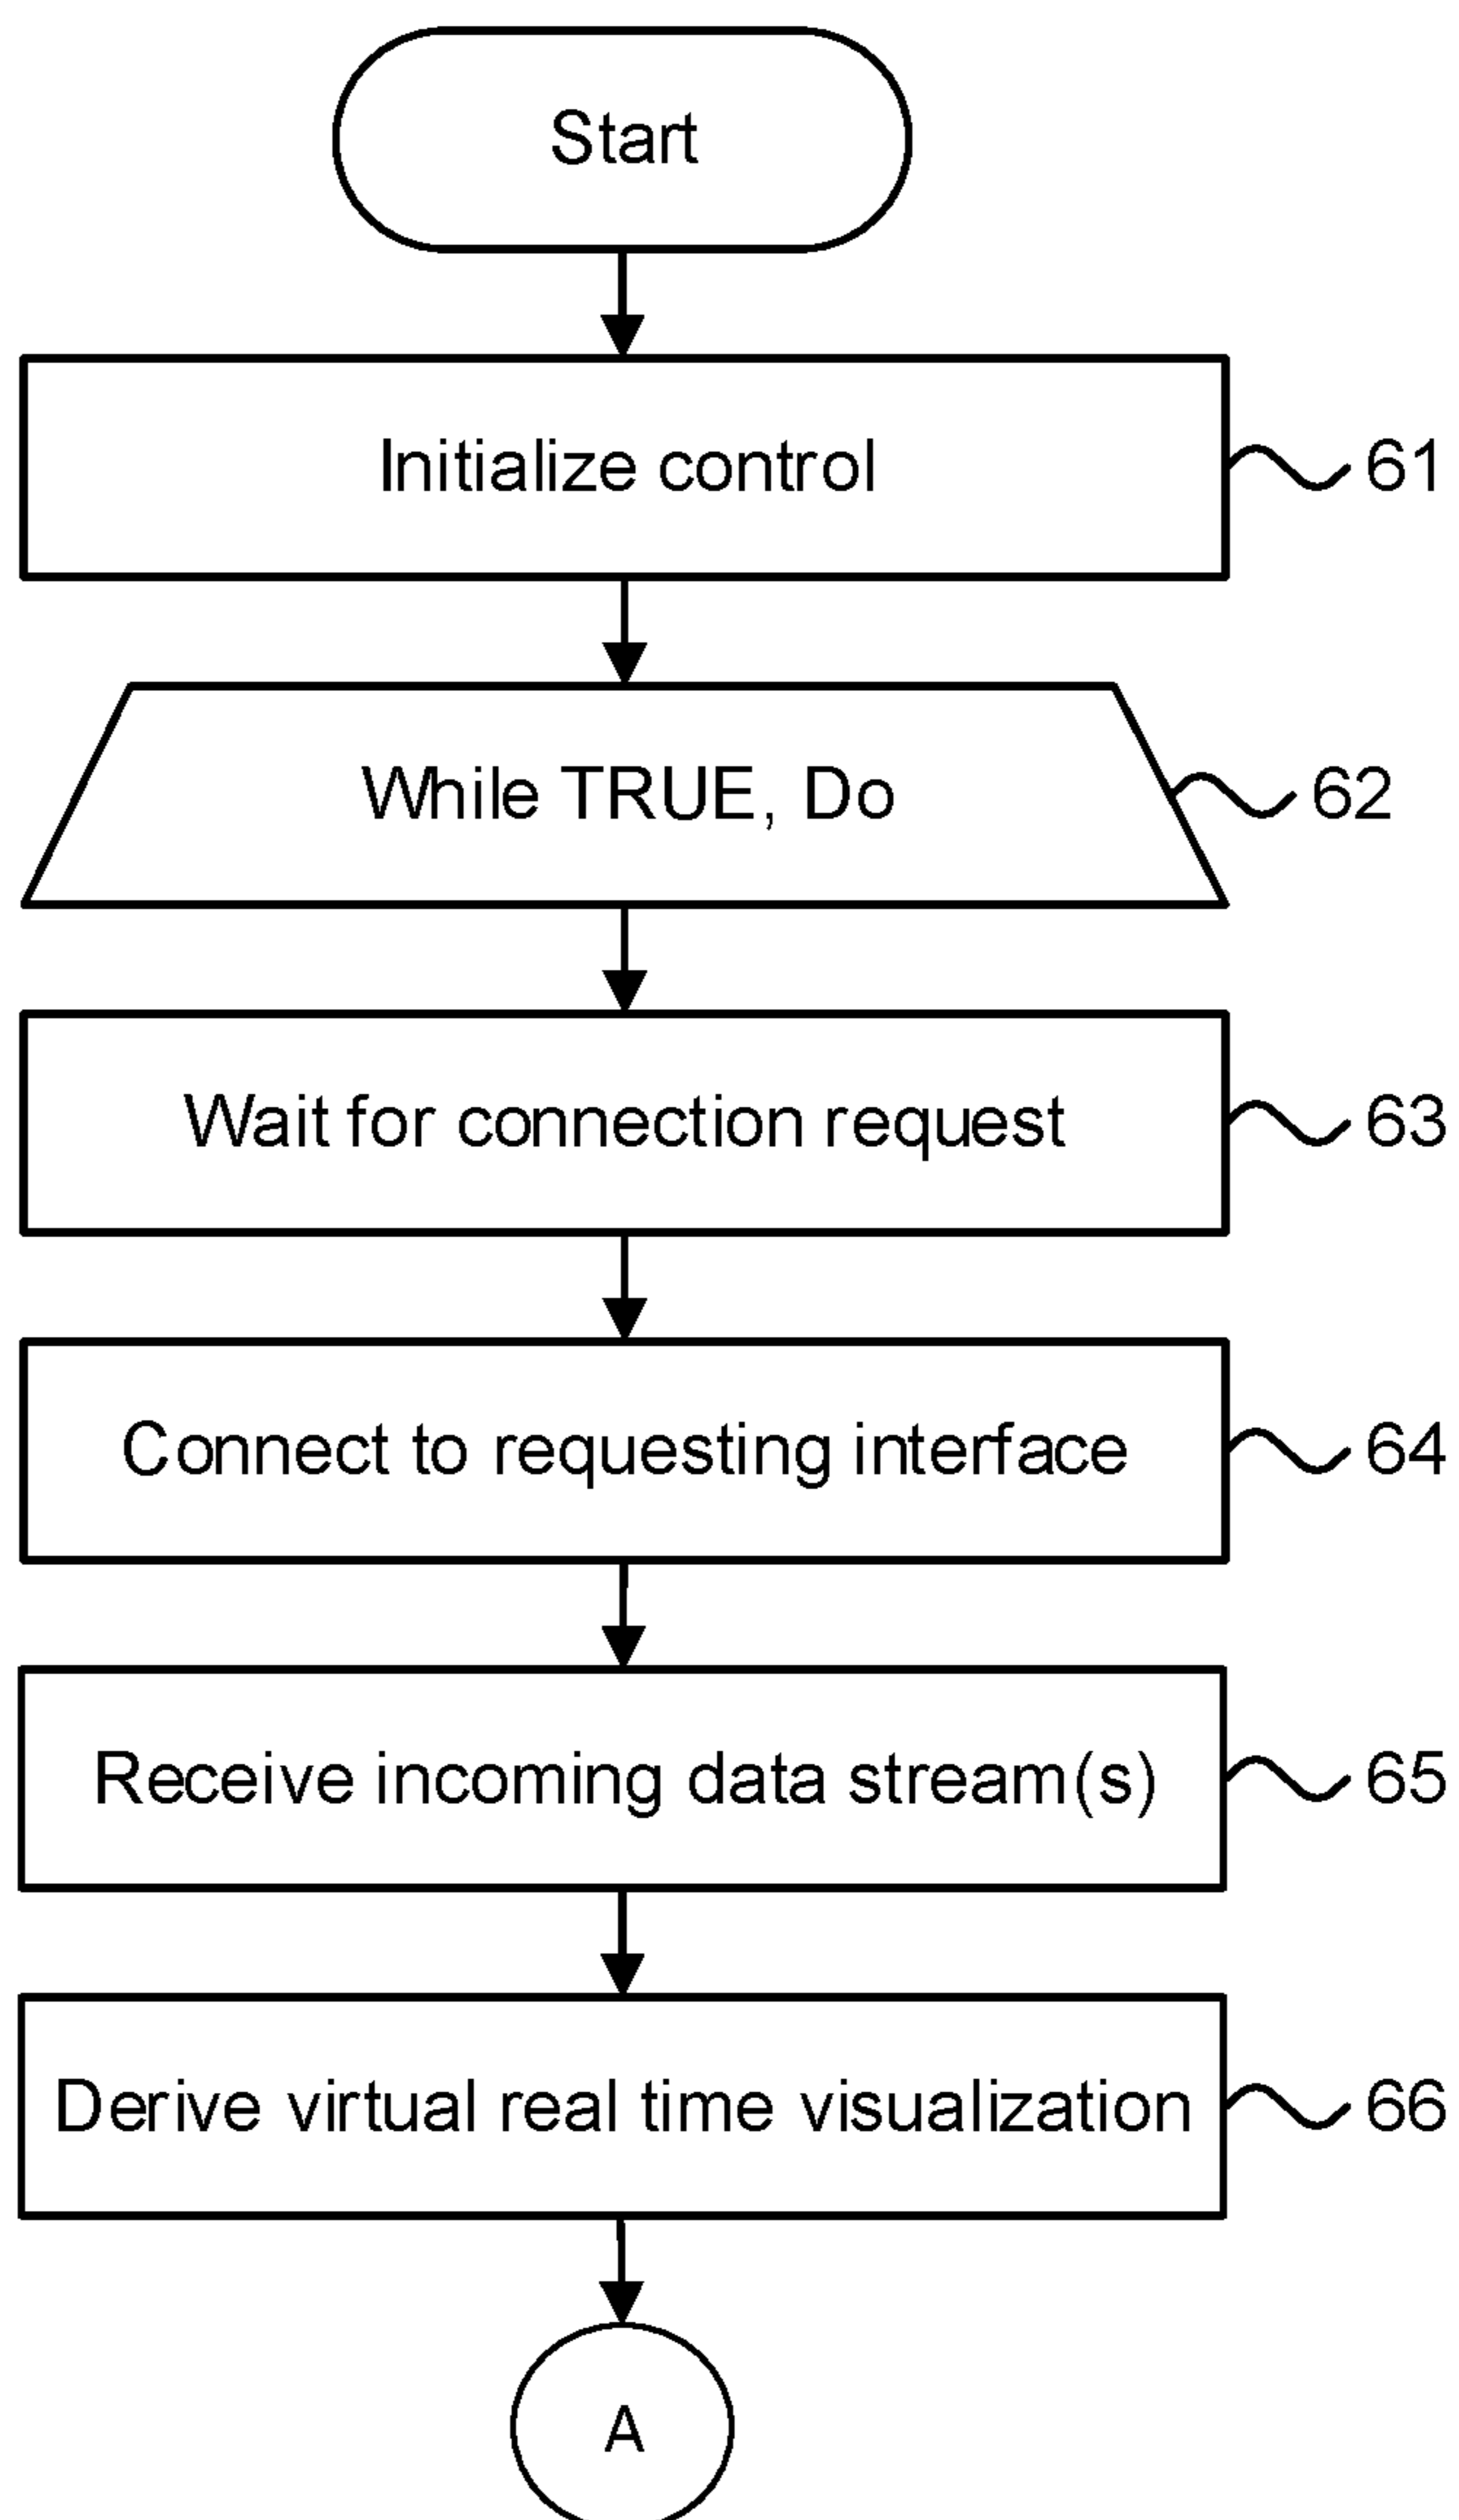 Start
Initialize control
61
While TRUE, Do
62
Wait for connection request
63
Connect to requesting interface
64
Receive incoming data stream(s)
65
Derive virtual real time visualization
66
A